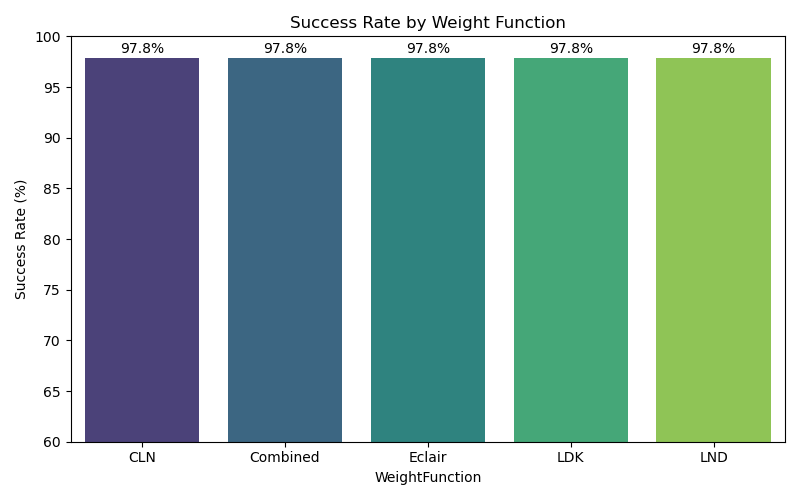 Success Rate by Weight Function
Success Rate (%)
100
95
90
85
80
75
70
65
60
97.8% 97.8% 97.8% 97.8% 97.8%
CLN Combined Eclair LDK LND
WeightFunction